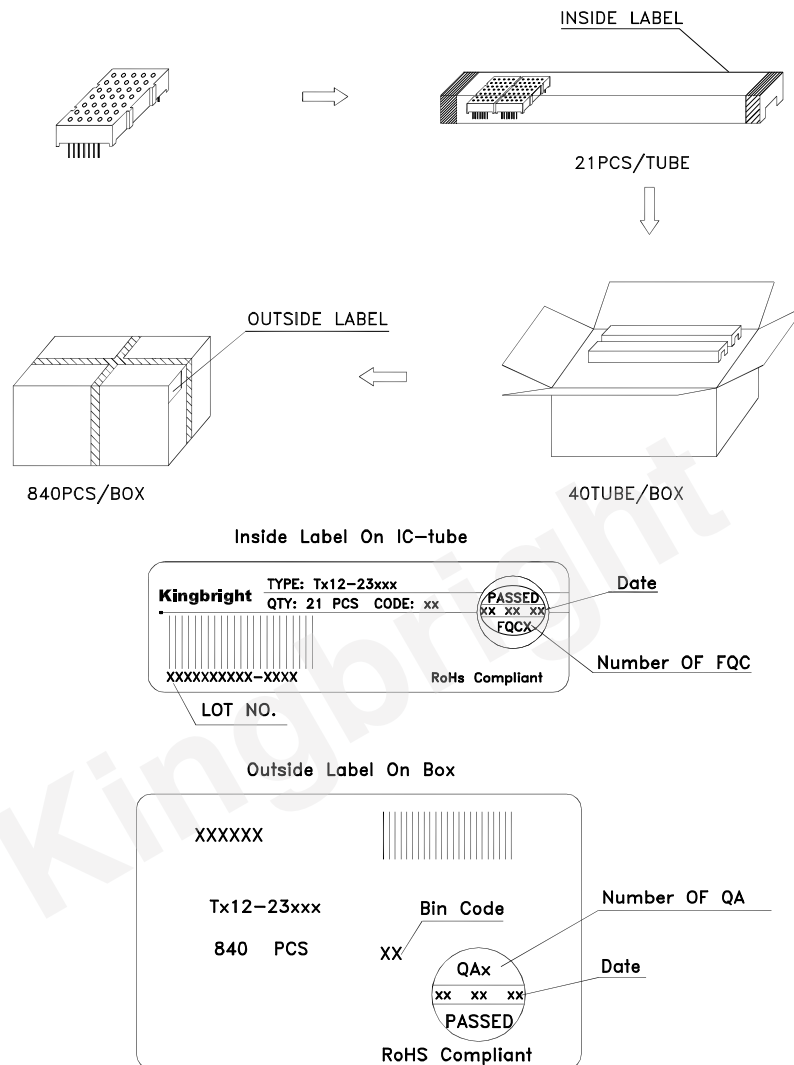 INSIDE LABEL
21PCS/TUBE
OUTSIDE LABEL
840PCS/BOX
40TUBE/BOX
Inside Label On IC-tube
Kingbright
TYPE: Tx12-23xxx
QTY: 21 PCS CODE: xx
PASSED
xx xx xx
FQCX
Date
Number OF FQC
XXXXXXXXXX-XXXX
RoHs Compliant
LOT NO.
Outside Label On Box
XXXXXX
Tx12-23xxx
840 PCS
Bin Code
XX
Number OF QA
QAx
xx xx xx
Date
PASSED
RoHS Compliant
Kingbright